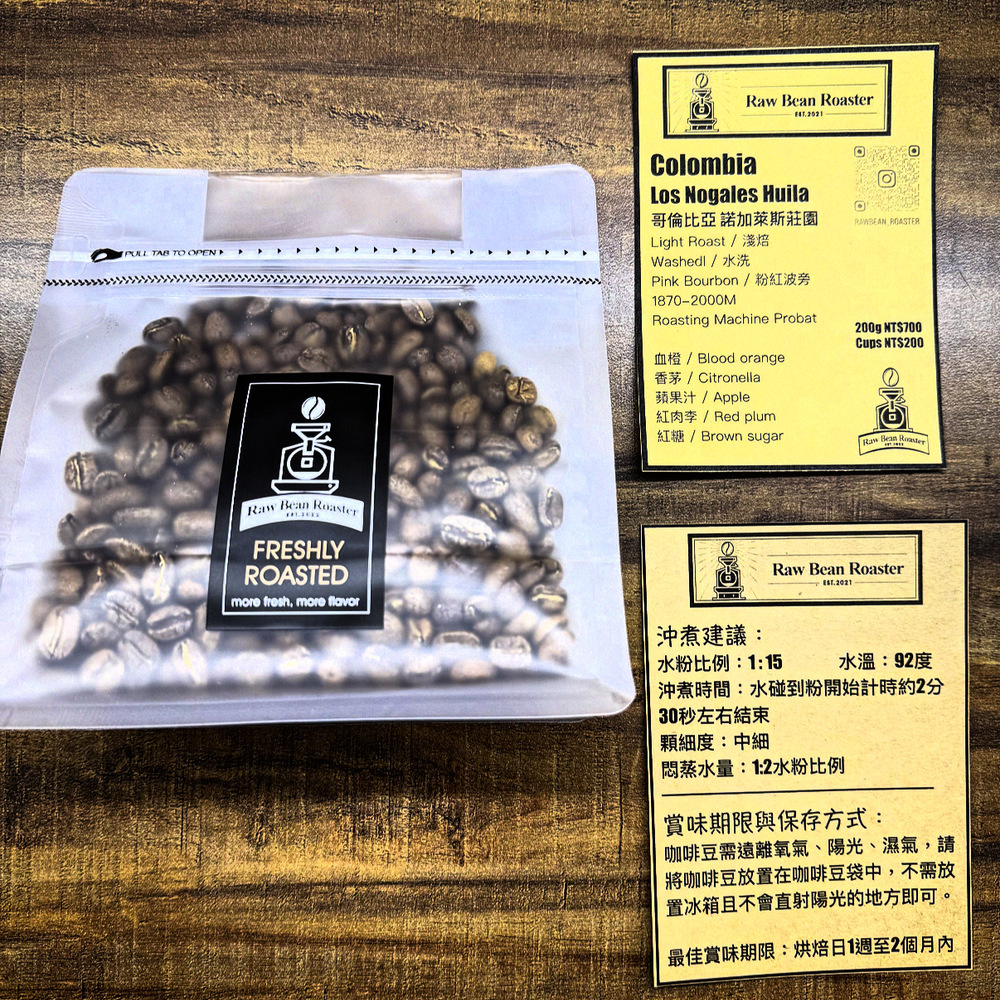 PULL TAB TO OPEN
Raw Bean Roaster
EST.2022
FRESHLY
ROASTED
more fresh, more flavor
Raw Bean Roaster
EST.2021
Colombia
Los Nogales Huila
哥倫比亞 諾加萊斯莊園
Light Roast / 淺焙
Washedl / 水洗
Pink Bourbon / 粉紅波旁
1870-2000M
Roasting Machine Probat
RAWBEAN_ROASTER
200g NT$700
Cups NT$200
血橙 / Blood orange
香茅 / Citronella
蘋果汁 / Apple
紅肉李 / Red plum
紅糖 / Brown sugar
Raw Bean Roaster
Raw Bean Roaster
EST.2021
沖煮建議：
水粉比例：1:15 水溫：92度
沖煮時間：水碰到粉開始計時約2分
30秒左右結束
顆細度：中細
悶蒸水量：1:2水粉比例
賞味期限與保存方式：
咖啡豆需遠離氧氣、陽光、濕氣，請
將咖啡豆放置在咖啡豆袋中，不需放
置冰箱且不會直射陽光的地方即可。
最佳賞味期限：烘焙日1週至2個月內